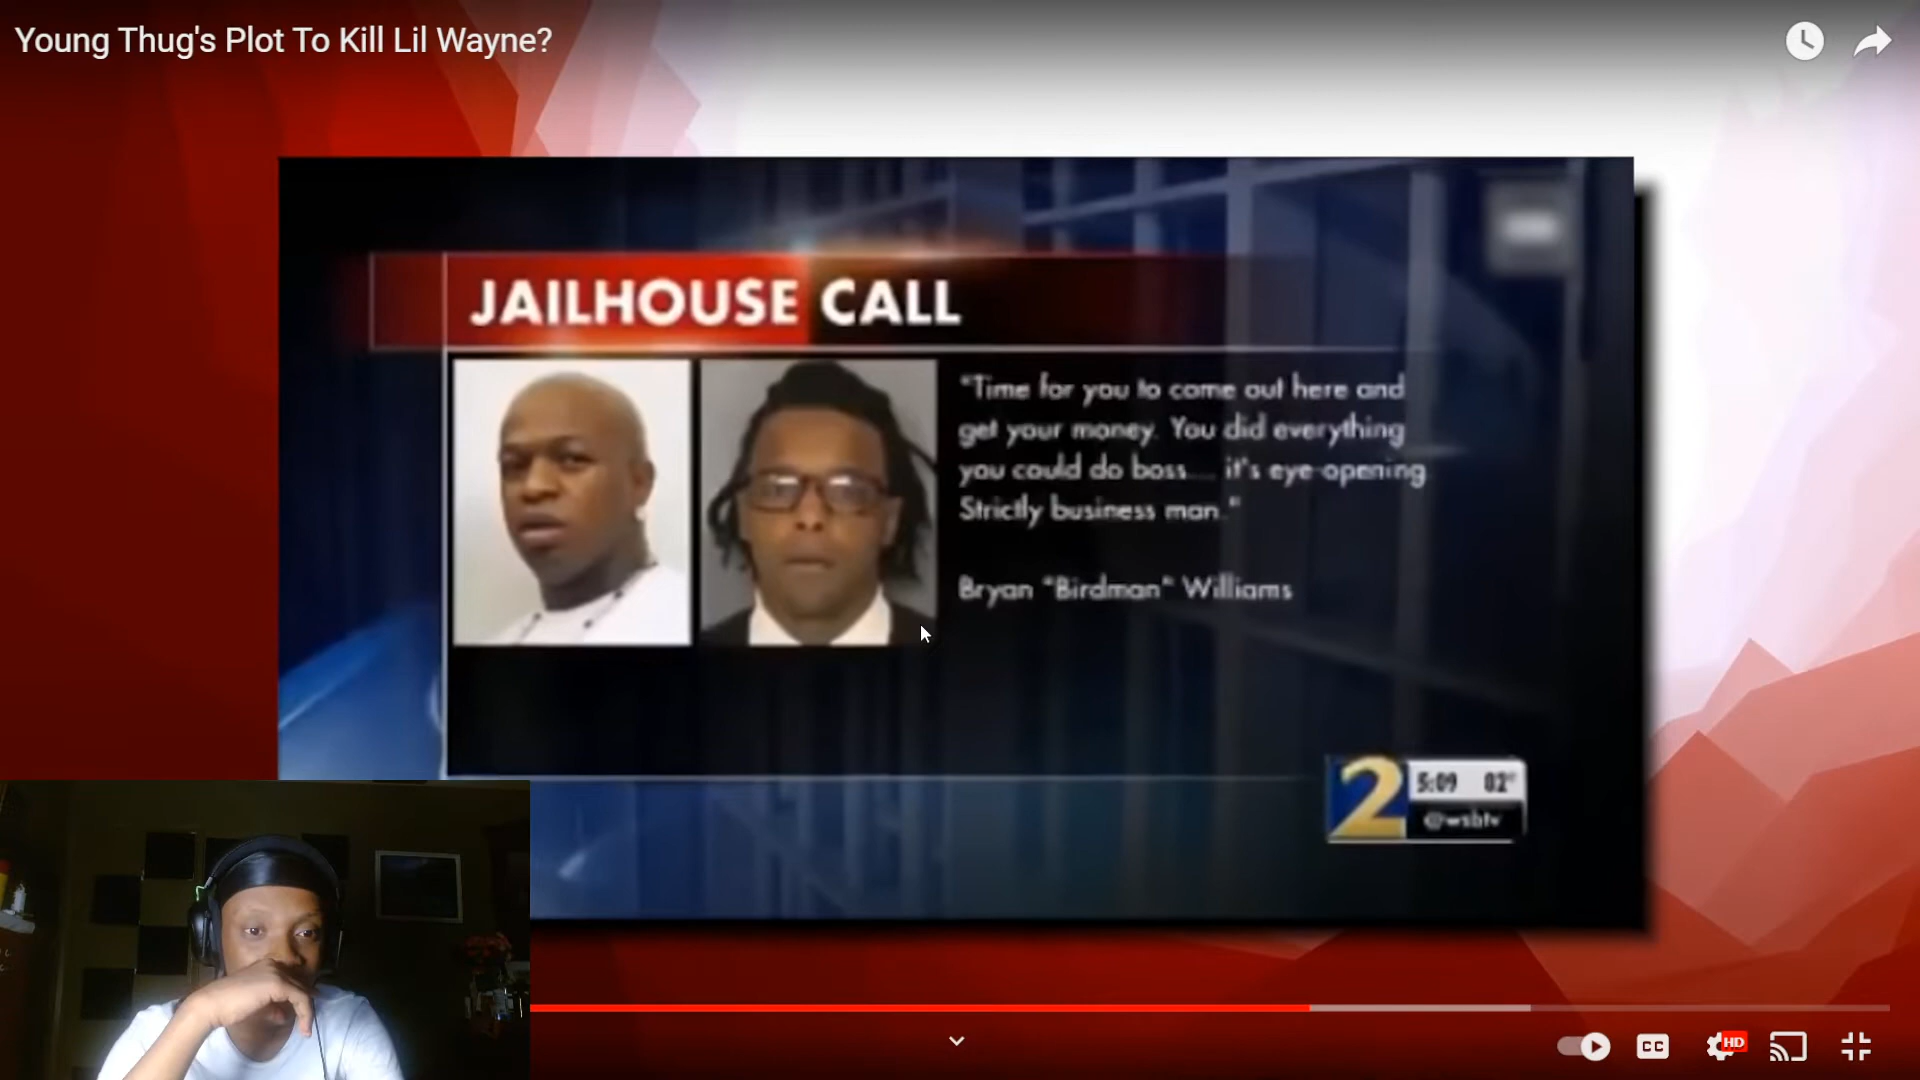 Young Thug's Plot To Kill Lil Wayne?
JAILHOUSE CALL
"Time for you to come out here and
get your money. You did everything
you could do boss.... it's eye-opening
Strictly business man."
Bryan "Birdman" Williams
2
5:09 82°
@wsbtv
CC
HD